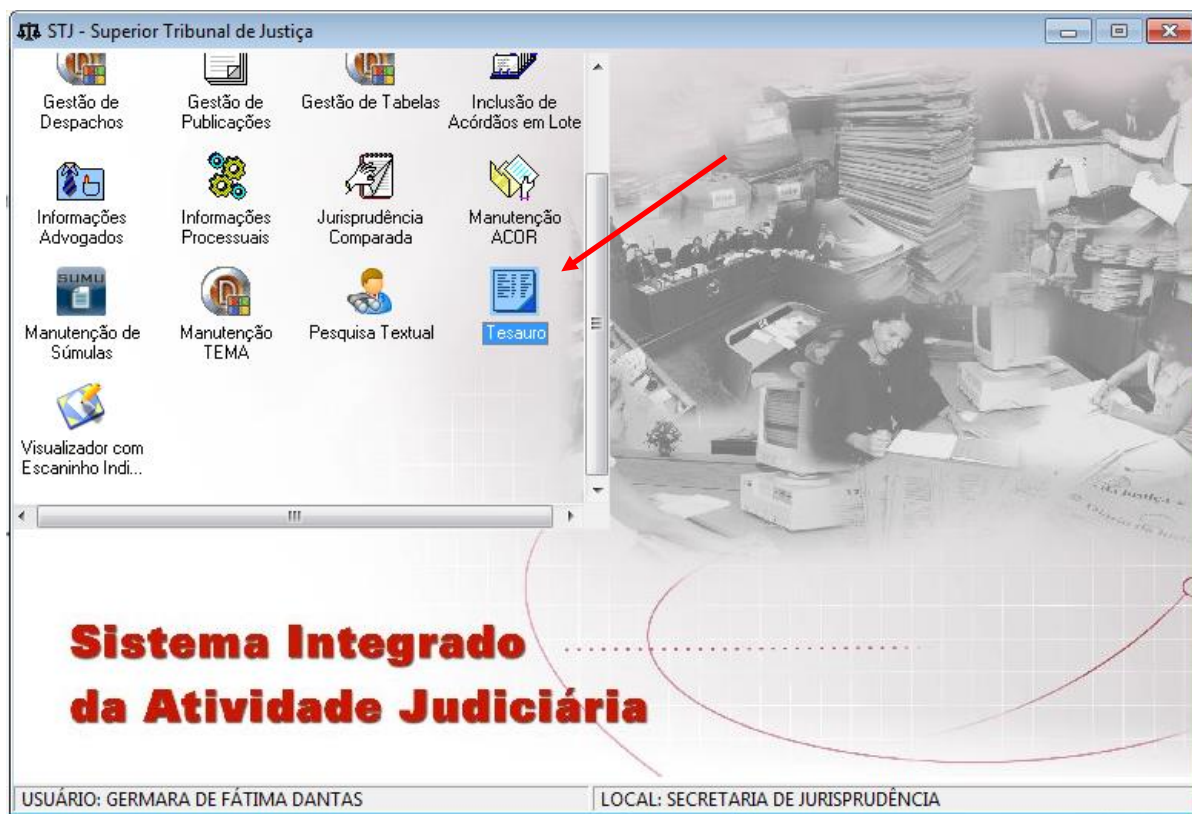 STJ - Superior Tribunal de Justiça
Gestão de Despachos
Gestão de Publicações
Gestão de Tabelas
Inclusão de Acórdãos em Lote
Informações Advogados
Informações Processuais
Jurisprudência Comparada
Manutenção ACOR
SUMU
Manutenção de Súmulas
Manutenção TEMA
Pesquisa Textual
Tesauro
Visualizador com Escaninho Indi...
Sistema Integrado
da Atividade Judiciária
USUÁRIO: GERMARA DE FÁTIMA DANTAS
LOCAL: SECRETARIA DE JURISPRUDÊNCIA